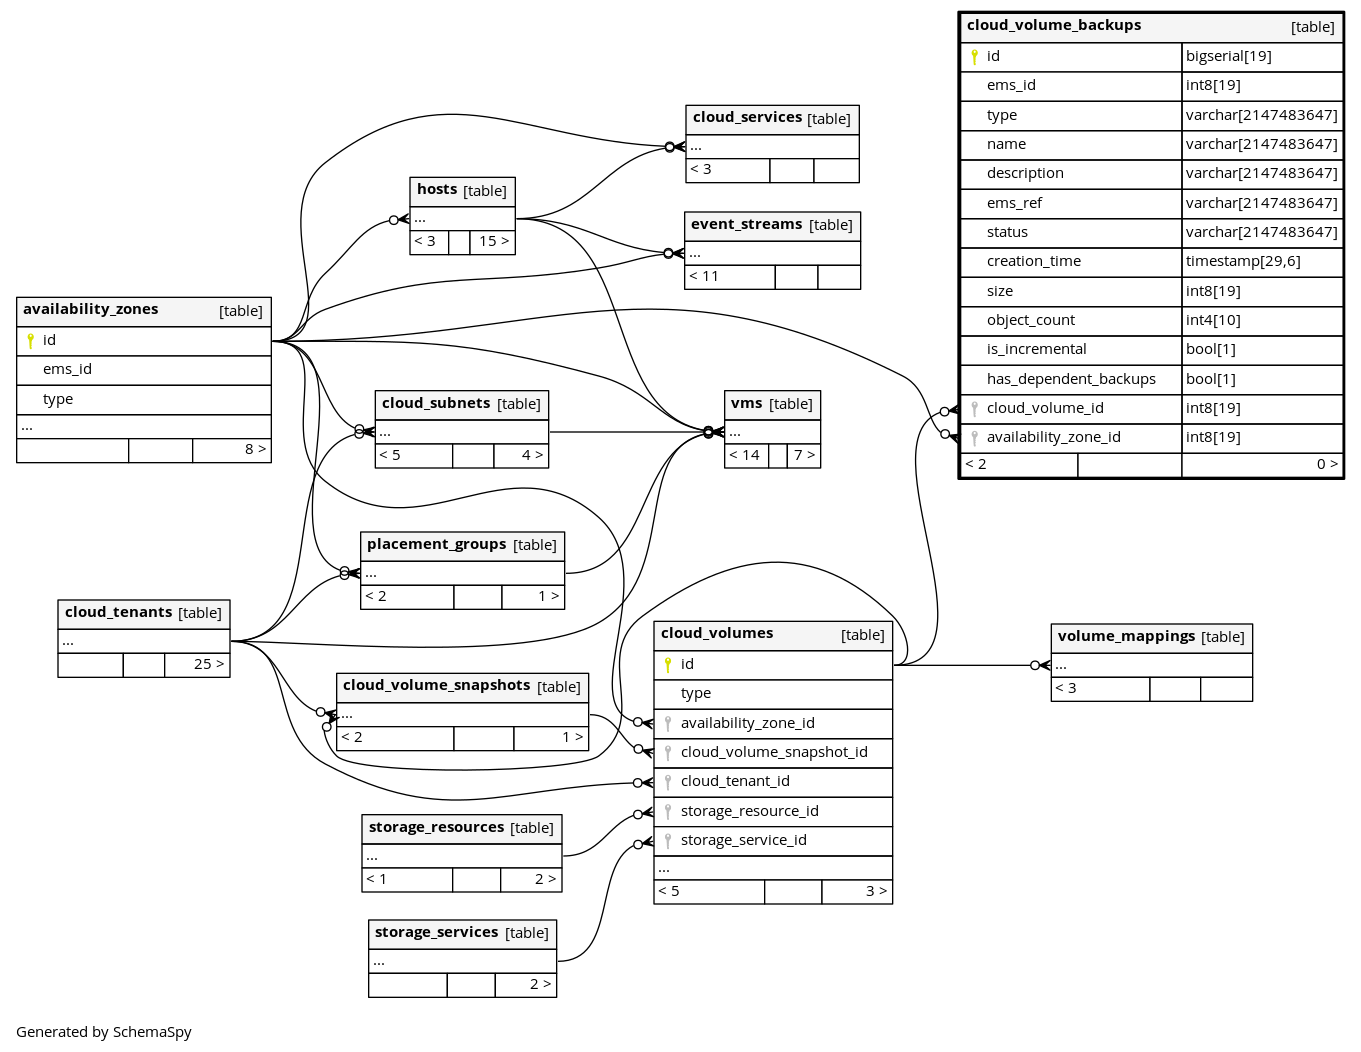 cloud_volume_backups [table]
id bigserial[19]
ems_id int8[19]
type varchar[2147483647]
name varchar[2147483647]
description varchar[2147483647]
ems_ref varchar[2147483647]
status varchar[2147483647]
creation_time timestamp[29,6]
size int8[19]
object_count int4[10]
is_incremental bool[1]
has_dependent_backups bool[1]
cloud_volume_id int8[19]
availability_zone_id int8[19]
< 2 0 >
cloud_services [table]
...
< 3
hosts [table]
...
< 3 15 >
event_streams [table]
...
< 11
availability_zones [table]
id
ems_id
type
...
8 >
cloud_subnets [table]
...
< 5 4 >
vms [table]
...
< 14 7 >
placement_groups [table]
...
< 2 1 >
cloud_tenants [table]
...
25 >
cloud_volumes [table]
id
type
availability_zone_id
cloud_volume_snapshot_id
cloud_tenant_id
storage_resource_id
storage_service_id
...
< 5 3 >
volume_mappings [table]
...
< 3
cloud_volume_snapshots [table]
...
< 2 1 >
storage_resources [table]
...
< 1 2 >
storage_services [table]
...
2 >
Generated by SchemaSpy